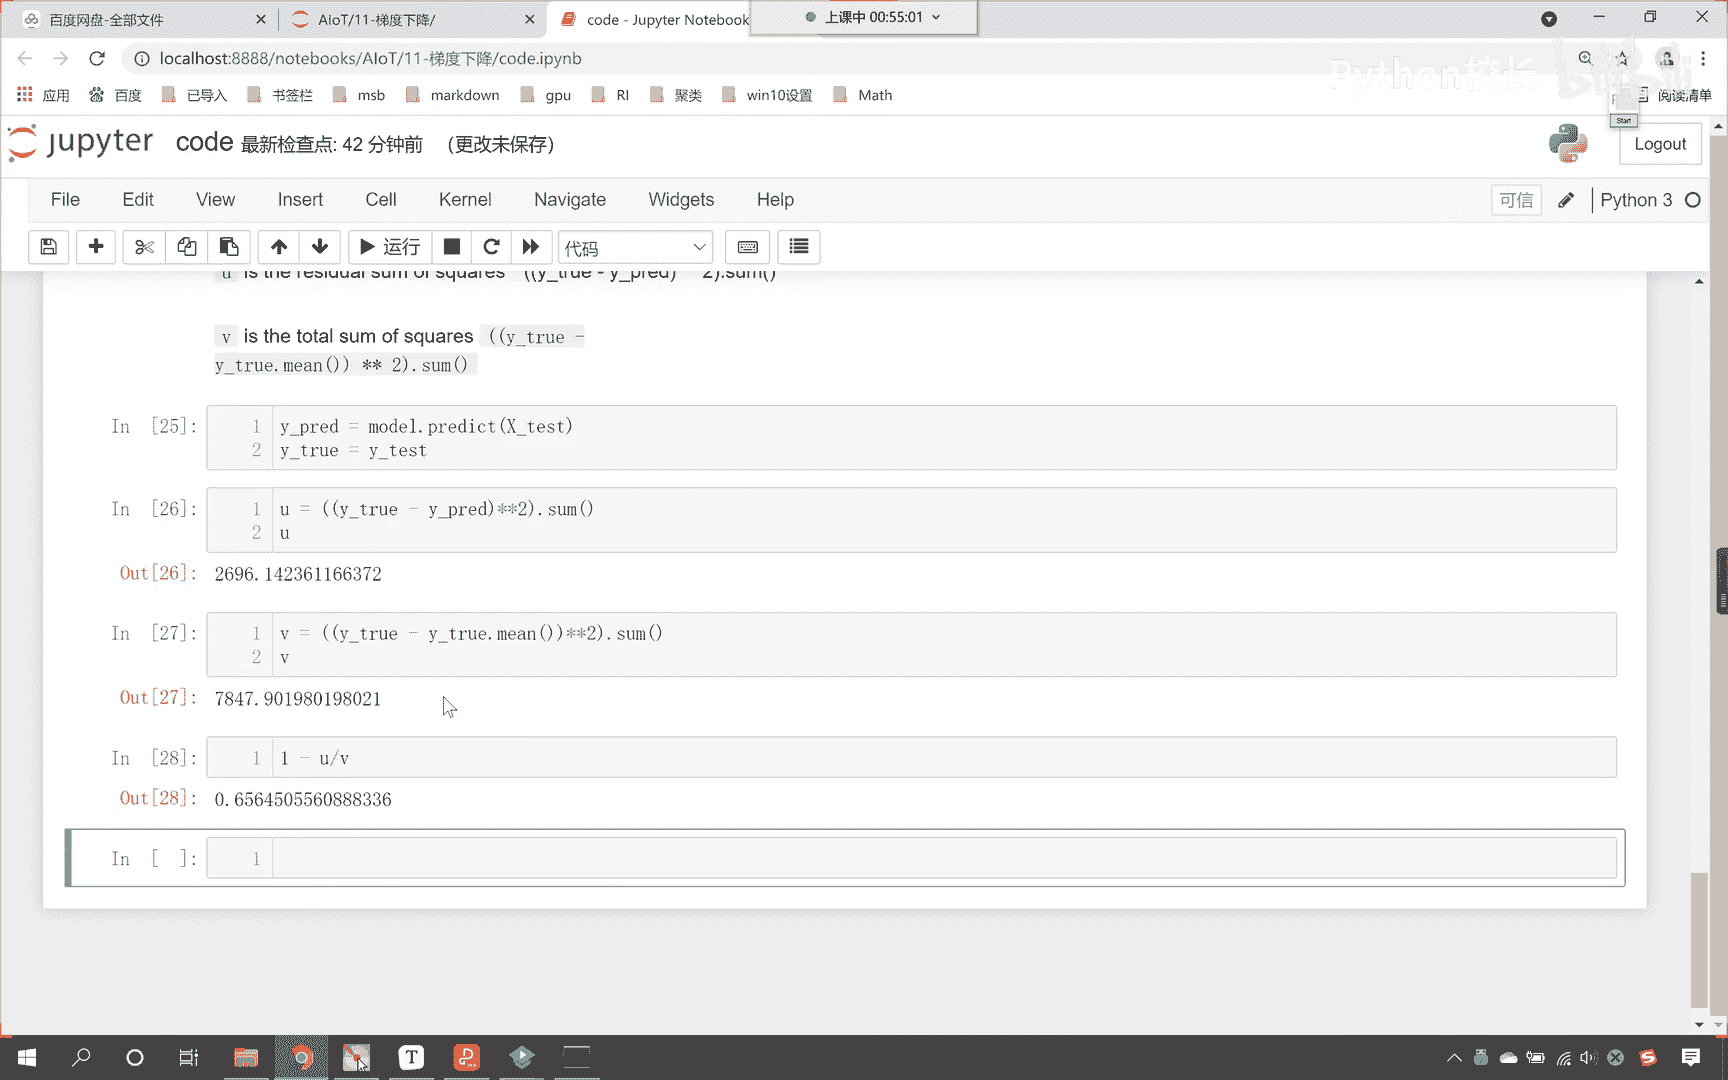 百度网盘-全部文件
AIoT/11-梯度下降/
code - Jupyter Notebook
上课中 00:55:01
localhost:8888/notebooks/AIoT/11-梯度下降/code.ipynb
应用 百度 已导入 书签栏 msb markdown gpu RI 聚类 win10设置 Math 阅读清单
Start
jupyter code 最新检查点: 42 分钟前 (更改未保存)
Logout
File Edit View Insert Cell Kernel Navigate Widgets Help
可信 Python 3
运行 代码
u is the residual sum of squares ((y_true - y_pred) 2).sum()
v is the total sum of squares ((y_true -
y_true.mean()) ** 2).sum()
In [25]:
1 y_pred = model.predict(X_test)
2 y_true = y_test
In [26]:
1 u = ((y_true - y_pred)**2).sum()
2 u
Out[26]: 2696.142361166372
In [27]:
1 v = ((y_true - y_true.mean())**2).sum()
2 v
Out[27]: 7847.901980198021
In [28]:
1 1 - u/v
Out[28]: 0.6564505560888336
In [ ]:
1